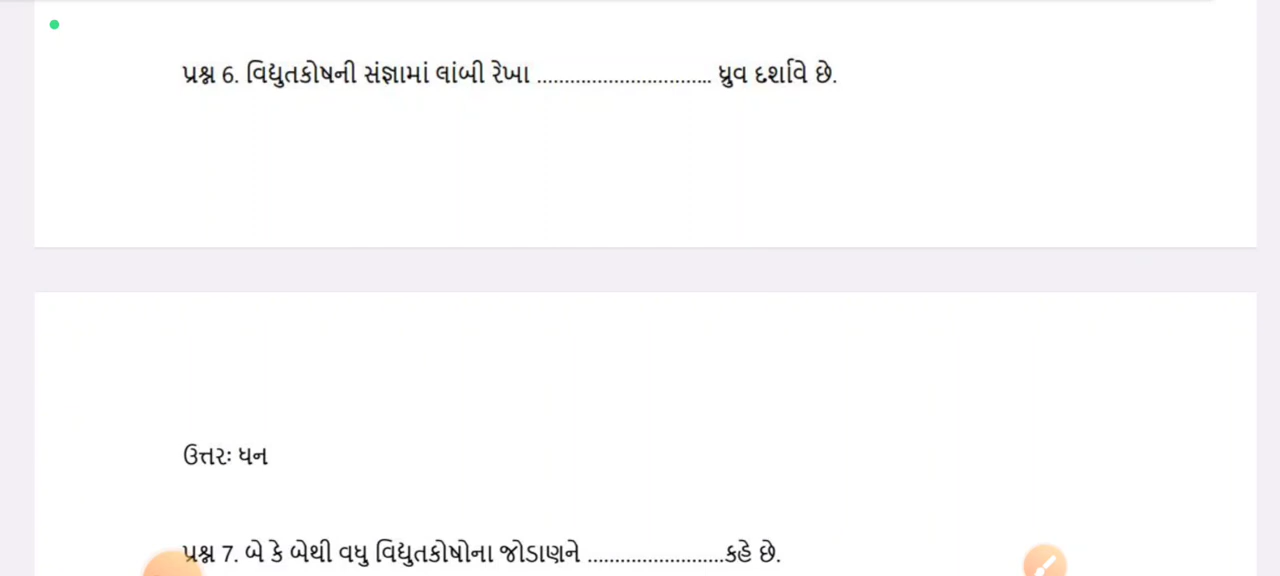 પ્રશ્ન 6. વિદ્યુતકોષની સંજ્ઞામાં લાંબી રેખા ................................ ધ્રુવ દર્શાવે છે.
ઉત્તરઃ ધન
પ્રશ્ન 7. બે કે બેથી વધુ વિદ્યુતકોષોના જોડાણને .........................કહે છે.